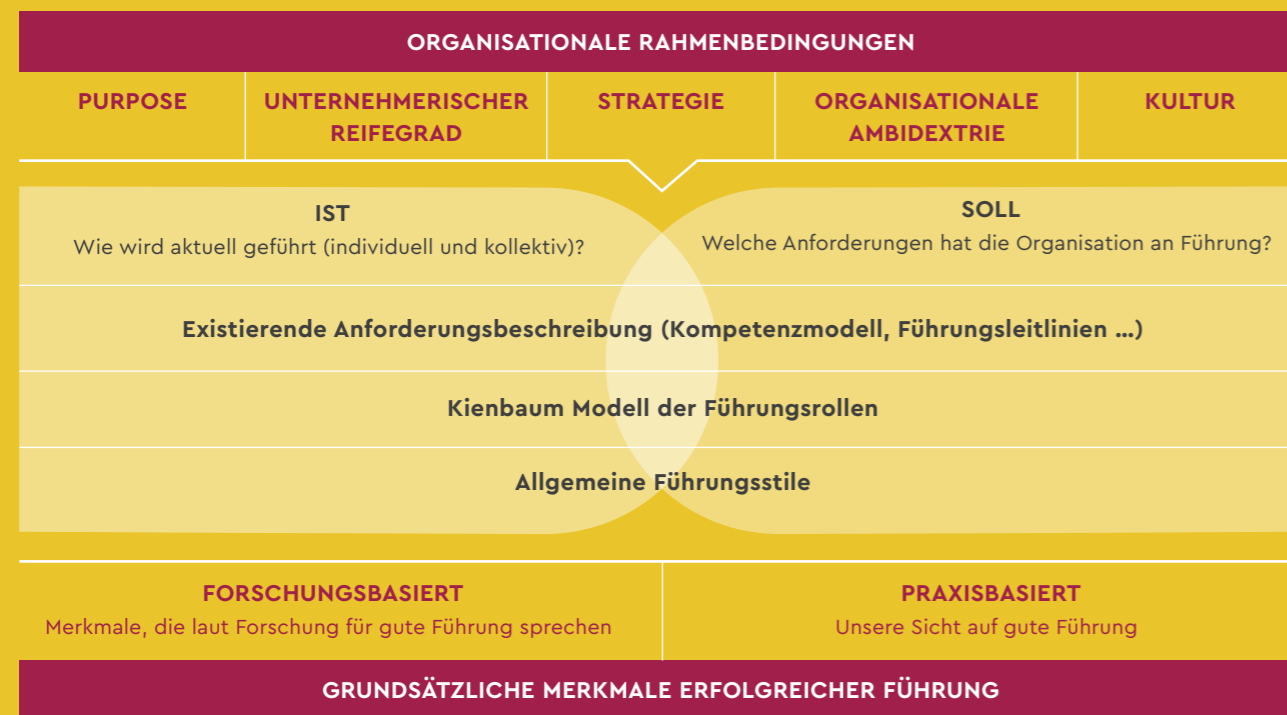 ORGANISATIONALE RAHMENBEDINGUNGEN
PURPOSE
UNTERNEHMERISCHER
REIFEGRAD
STRATEGIE
ORGANISATIONALE
AMBIDEXTRIE
KULTUR
IST
Wie wird aktuell geführt (individuell und kollektiv)?
SOLL
Welche Anforderungen hat die Organisation an Führung?
Existierende Anforderungsbeschreibung (Kompetenzmodell, Führungsleitlinien ...)
Kienbaum Modell der Führungsrollen
Allgemeine Führungsstile
FORSCHUNGSBASIERT
Merkmale, die laut Forschung für gute Führung sprechen
PRAXISBASIERT
Unsere Sicht auf gute Führung
GRUNDSÄTZLICHE MERKMALE ERFOLGREICHER FÜHRUNG